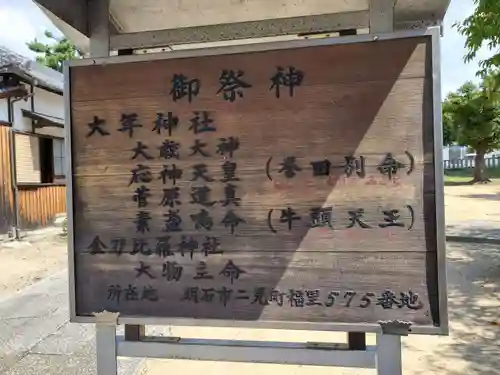 御祭神
大年神社
大歳大神
応神天皇(誉田別命)
菅原道真
素盞鳴命(牛頭天王)
金刀比羅神社
大物主命
所在地 明石市二見町福里575番地